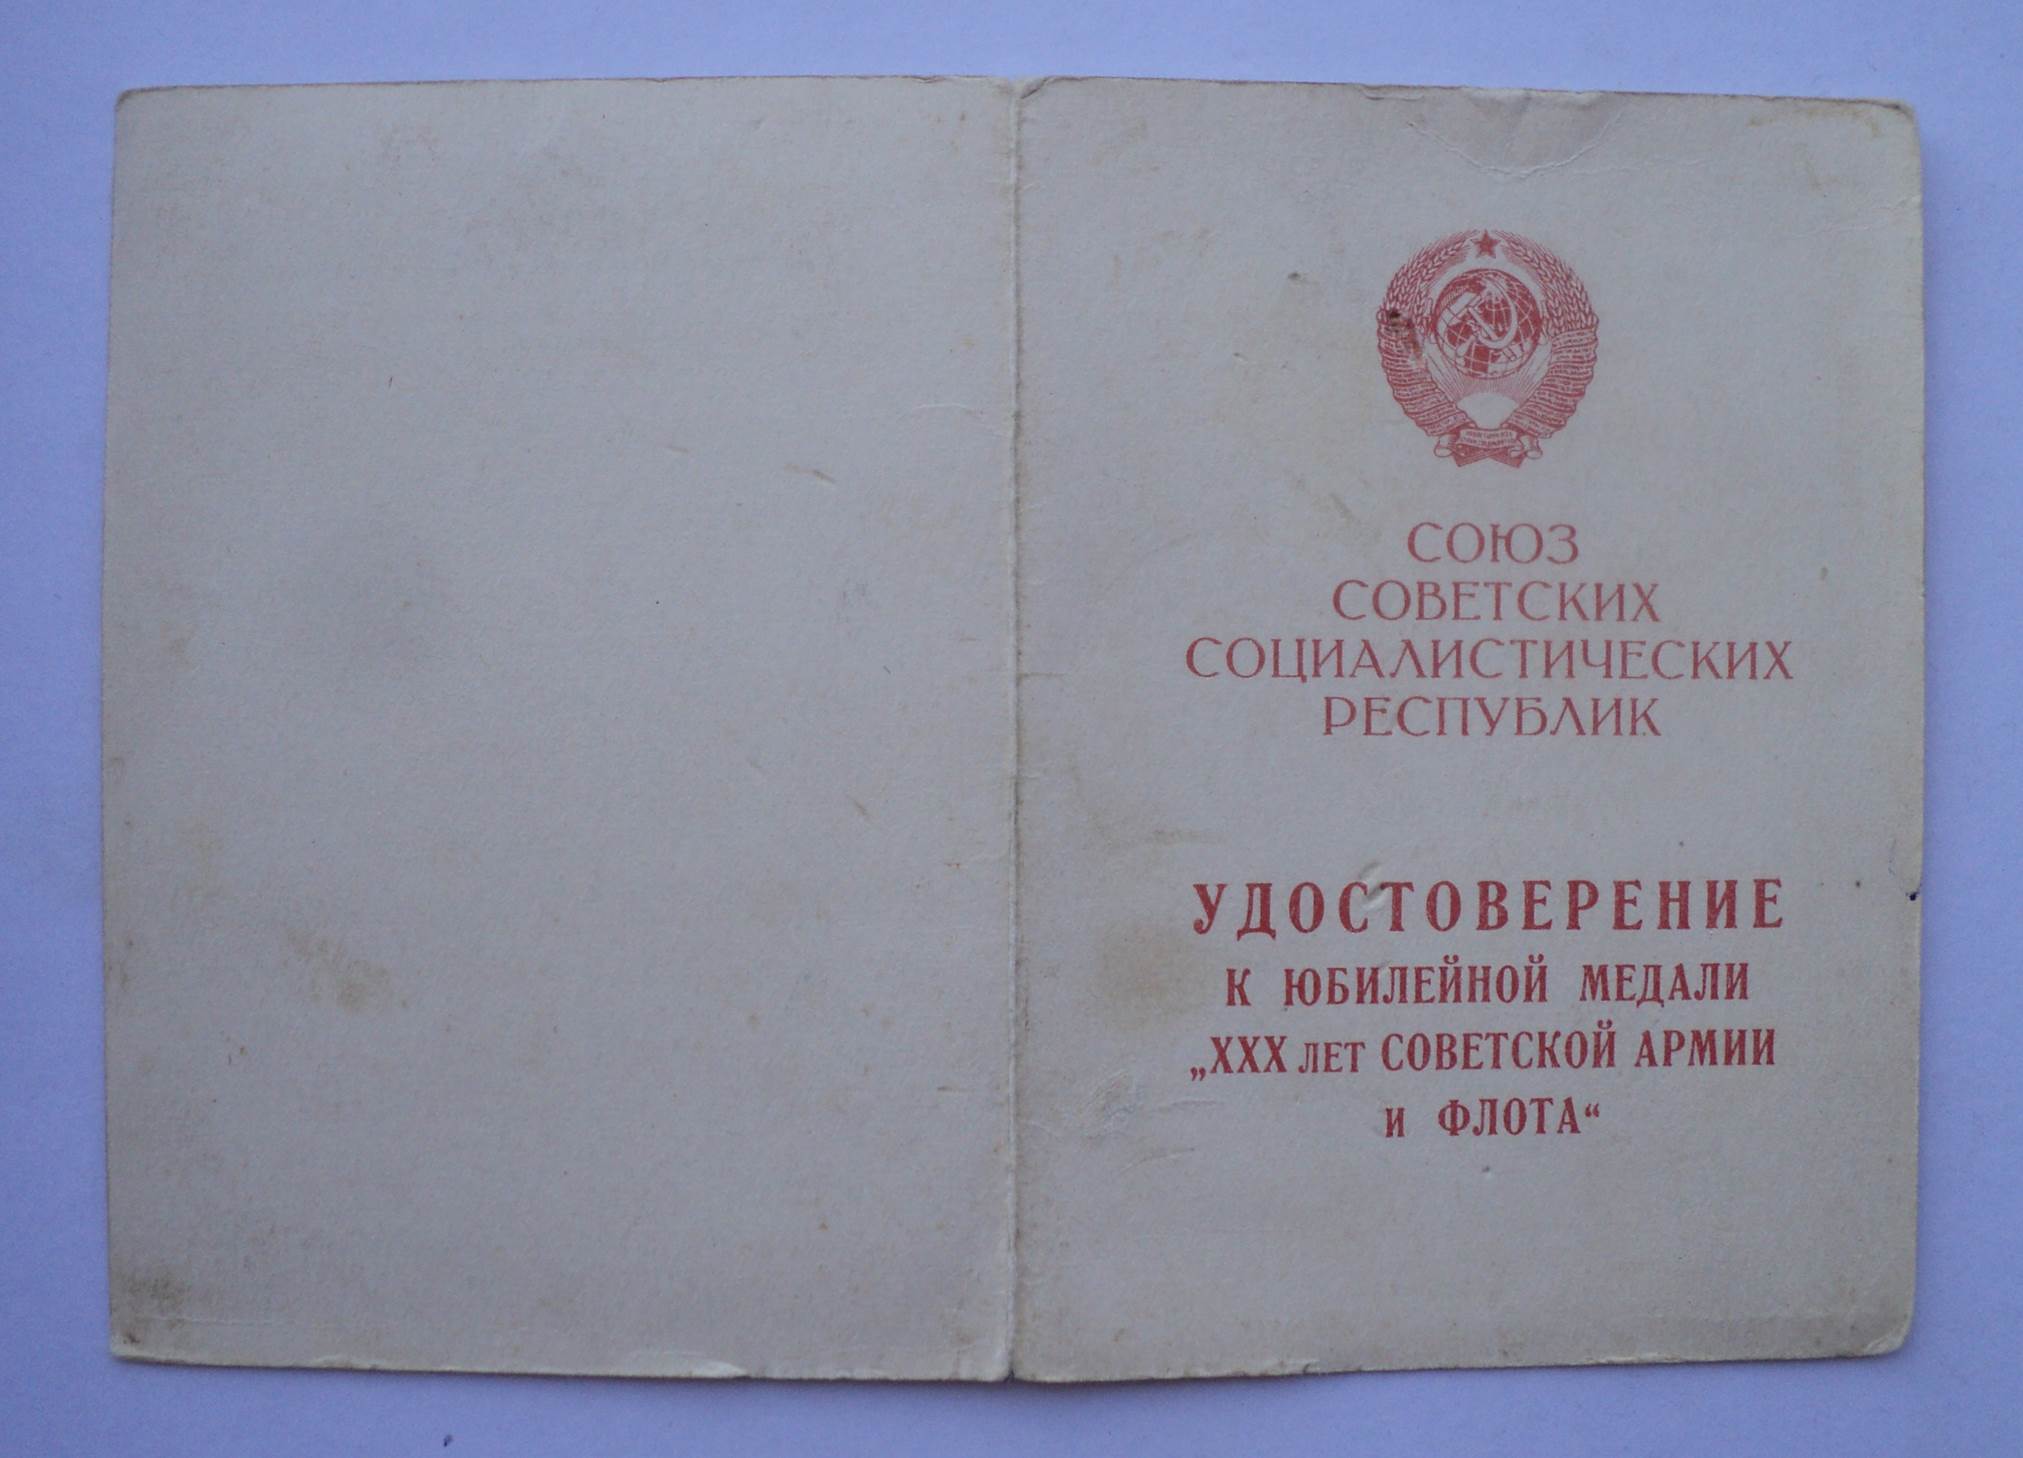 СОЮЗ
СОВЕТСКИХ
СОЦИАЛИСТИЧЕСКИХ
РЕСПУБЛИК
УДОСТОВЕРЕНИЕ
К ЮБИЛЕЙНОЙ МЕДАЛИ
„XXX ЛЕТ СОВЕТСКОЙ АРМИИ
И ФЛОТА“